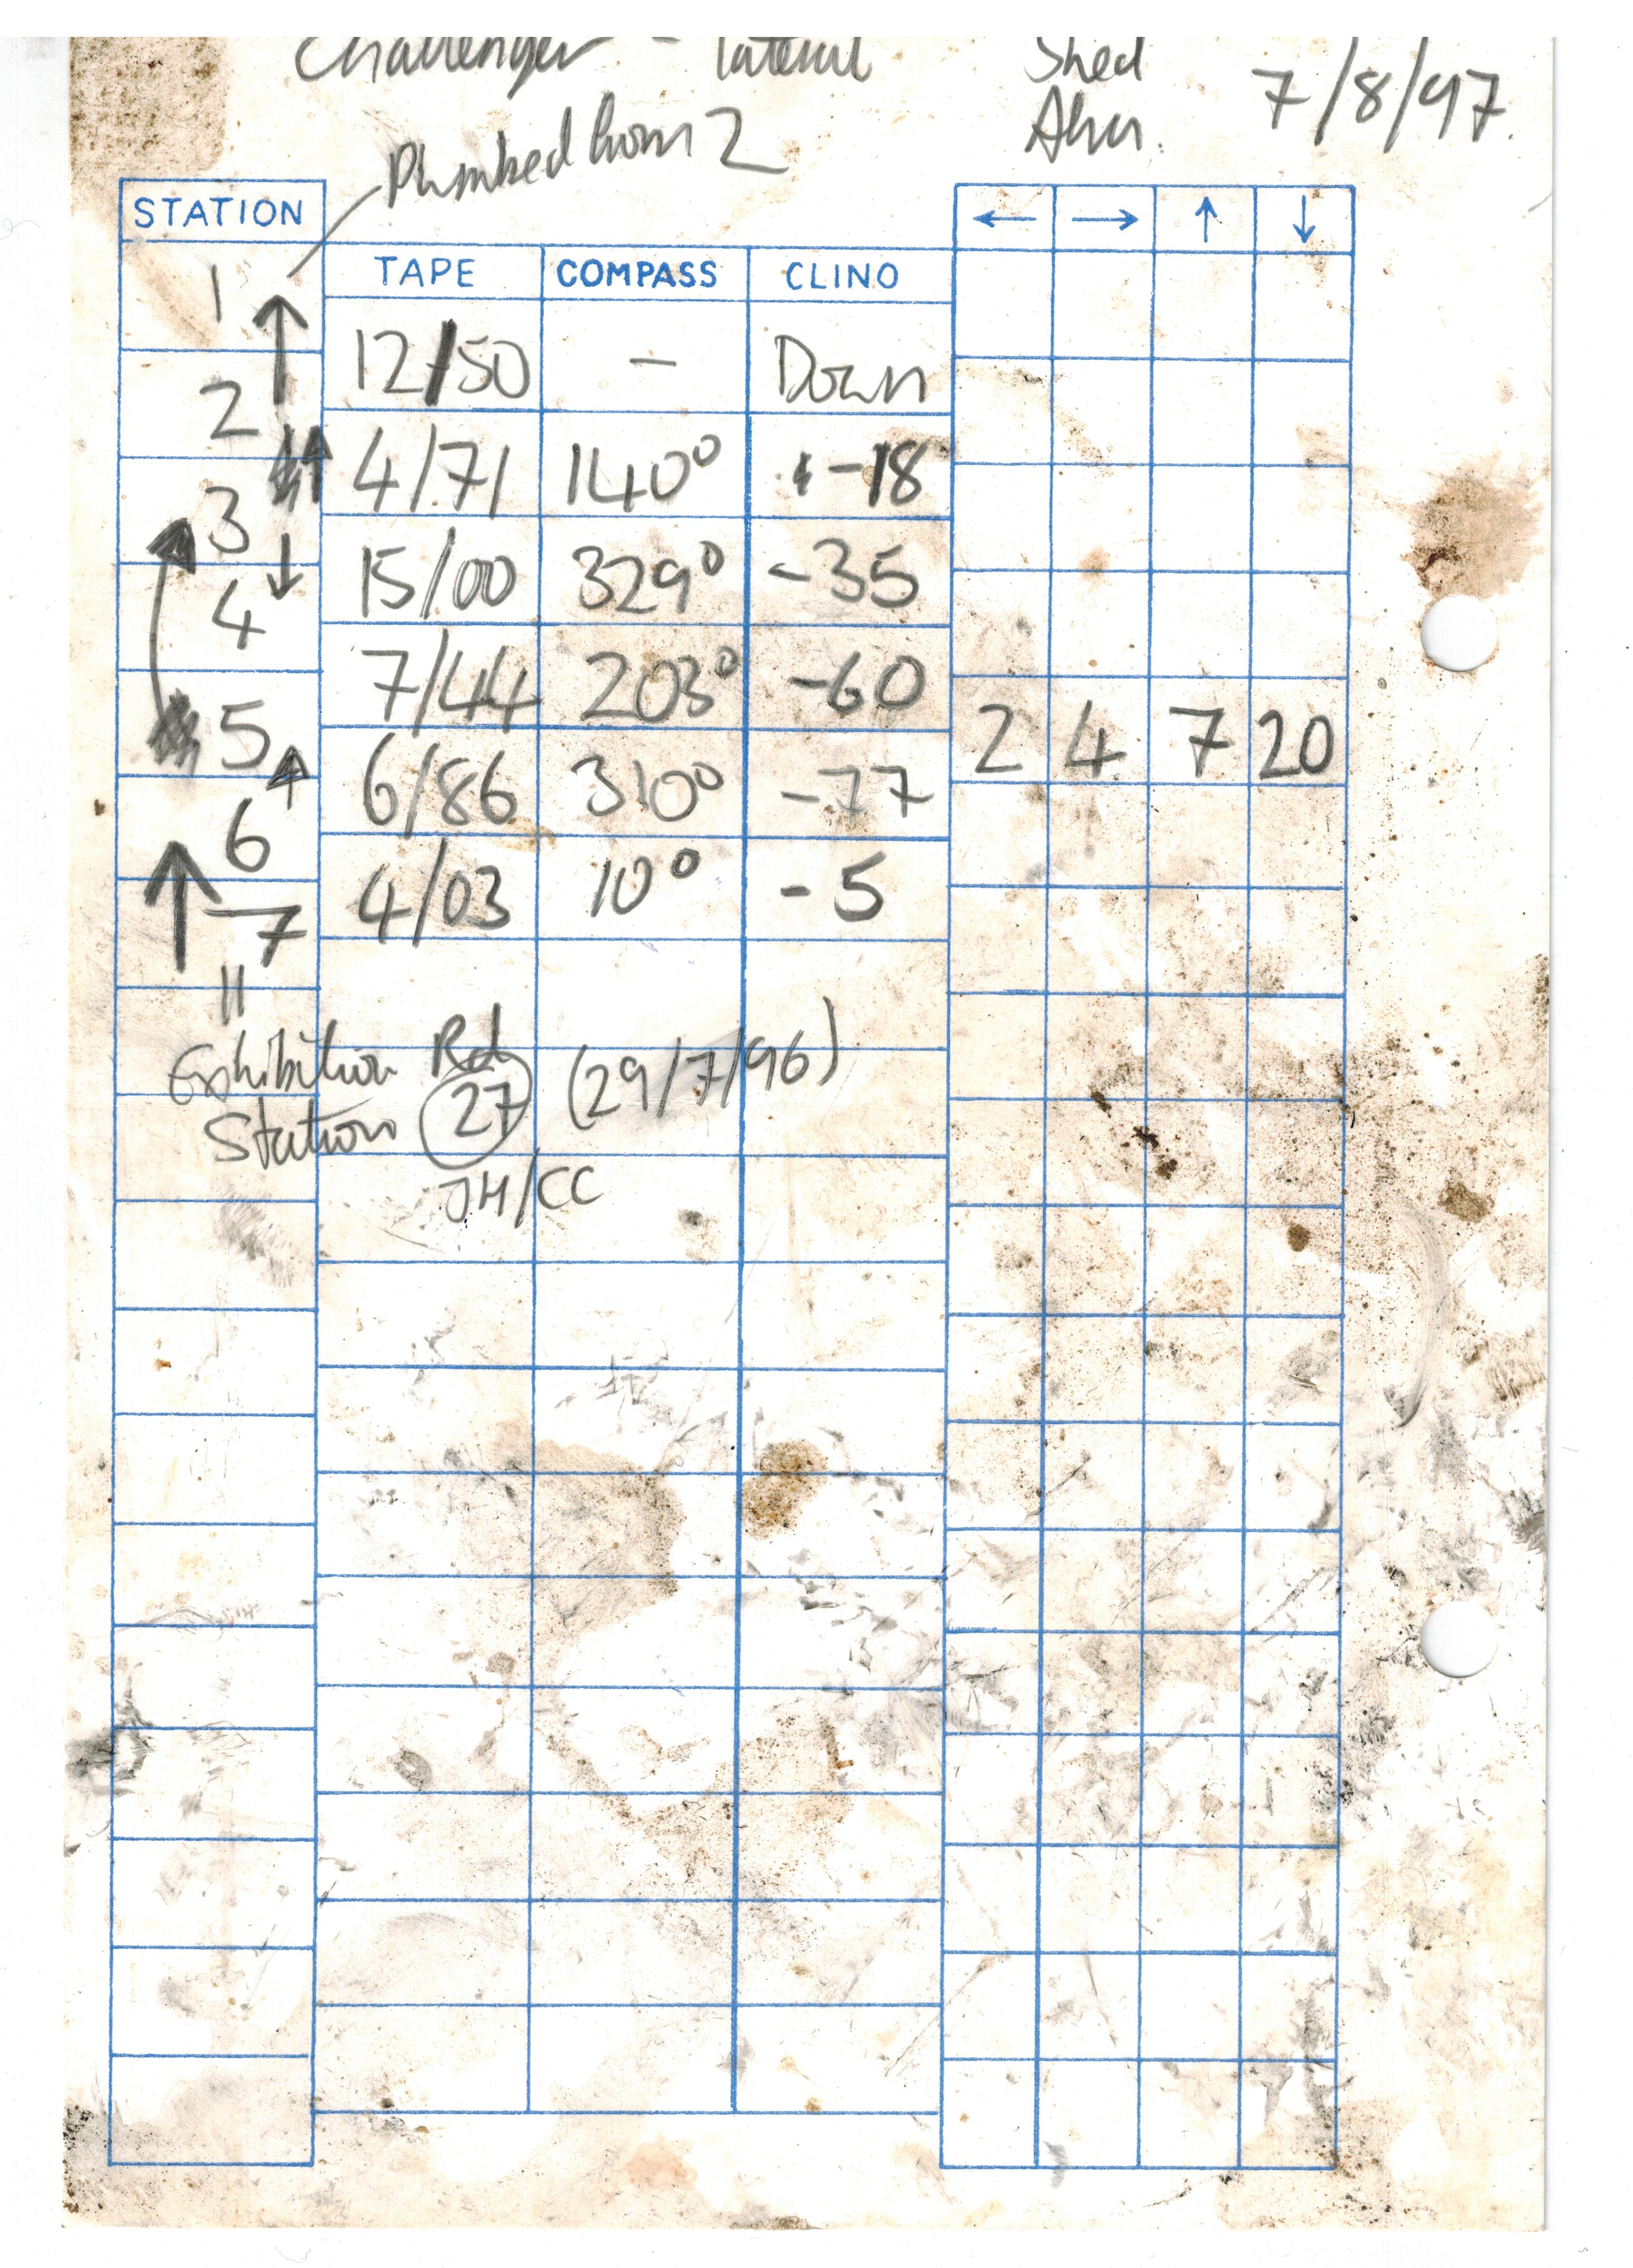 Challenger - lateral Shed 7/8/97.
Plumbed from 2
STATION ← → ↑ ↓
TAPE COMPASS CLINO
1
12/50 - Down
2
4/71 140° -18
3
15/00 329° -35
4
7/44 203° -60
5 2 4 7 20
6/86 310° -77
6
4/03 10° -5
7
"
Exhibition Rd (29/7/96)
Station 27
JH/CC